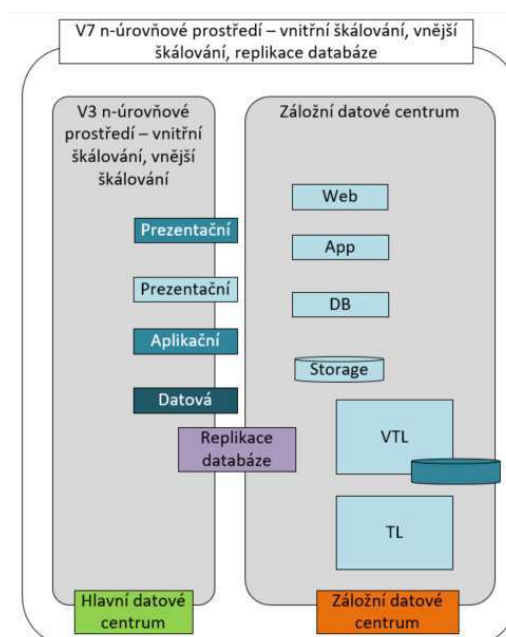 V7 n-úrovňové prostředí – vnitřní škálování, vnější
škálování, replikace databáze
V3 n-úrovňové
prostředí – vnitřní
škálování, vnější
škálování
Prezentační
Prezentační
Aplikační
Datová
Replikace
databáze
Hlavní datové
centrum
Záložní datové centrum
Web
App
DB
Storage
VTL
TL
Záložní datové
centrum